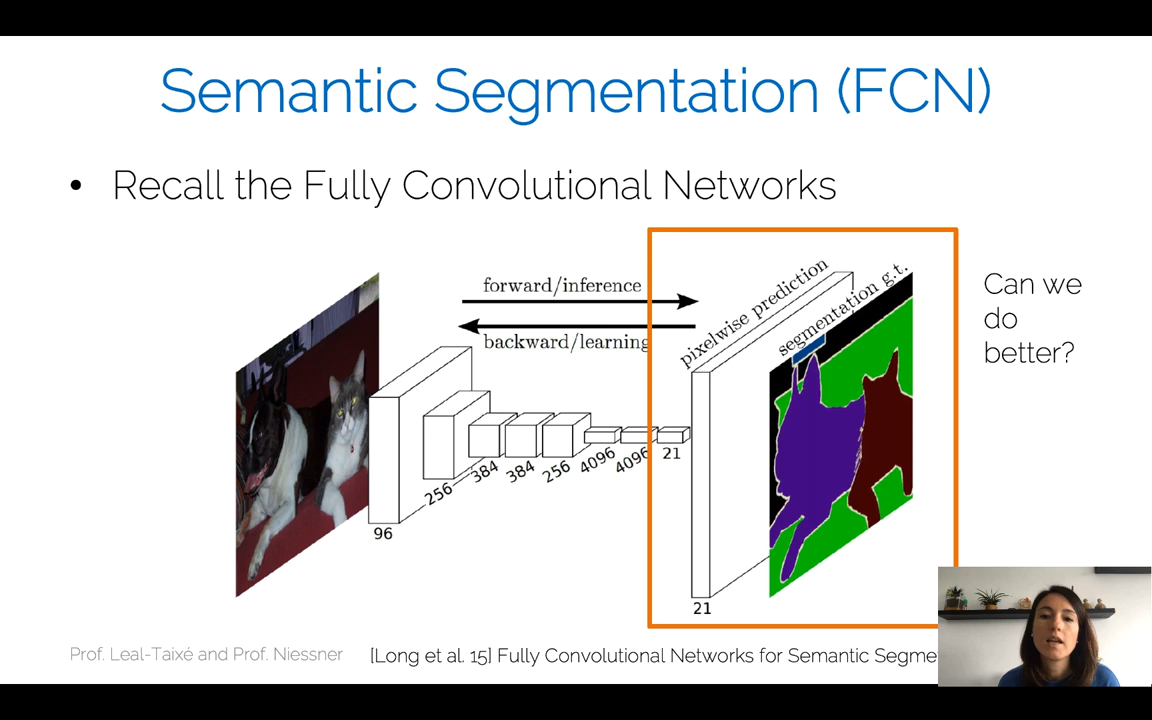 Semantic Segmentation (FCN)
• Recall the Fully Convolutional Networks
forward/inference
backward/learning
pixelwise prediction
segmentation g.t.
96
256
384
384
256
4096
4096
21
21
Can we
do
better?
Prof. Leal-Taixé and Prof. Niessner
[Long et al. 15] Fully Convolutional Networks for Semantic Segme